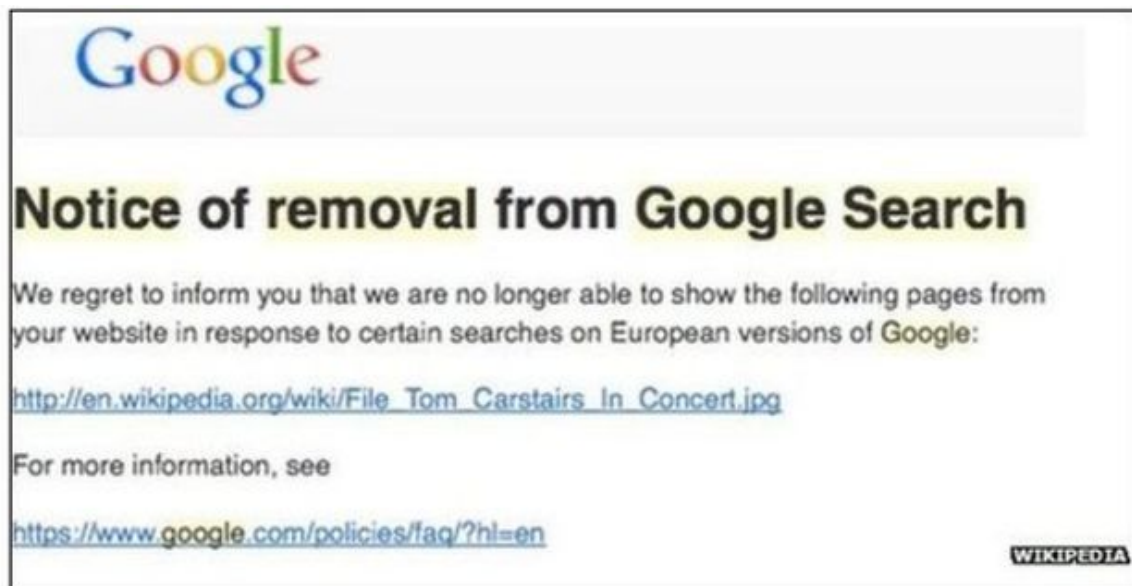 Google
Notice of removal from Google Search
We regret to inform you that we are no longer able to show the following pages from
your website in response to certain searches on European versions of Google:
http://en.wikipedia.org/wiki/File_Tom_Carstairs_In_Concert.jpg
For more information, see
https://www.google.com/policies/faq/?hl=en
WIKIPEDIA